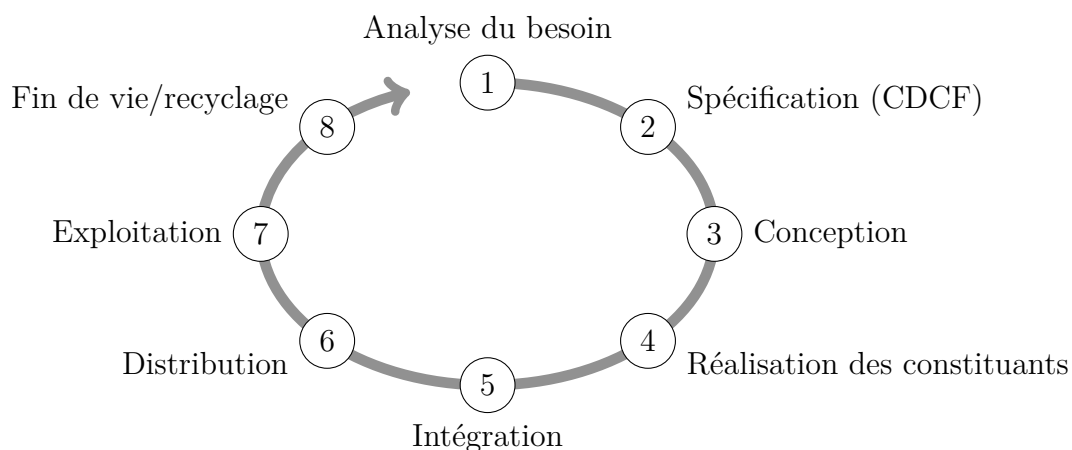 Analyse du besoin
1
2
Spécification (CDCF)
3
Conception
4
Réalisation des constituants
5
Intégration
6
Distribution
7
Exploitation
8
Fin de vie/recyclage